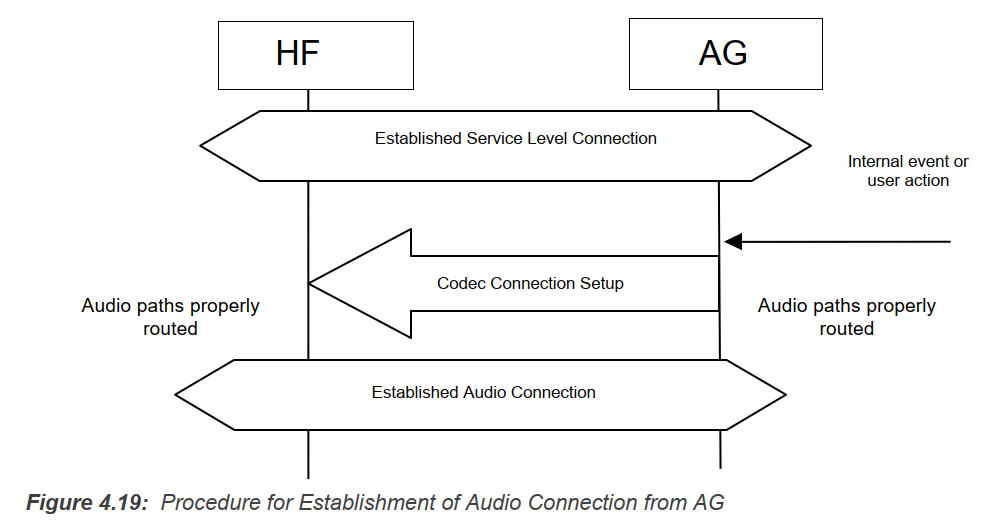 HF
AG
Established Service Level Connection
Internal event or
user action
Codec Connection Setup
Audio paths properly
routed
Audio paths properly
routed
Established Audio Connection
Figure 4.19: Procedure for Establishment of Audio Connection from AG